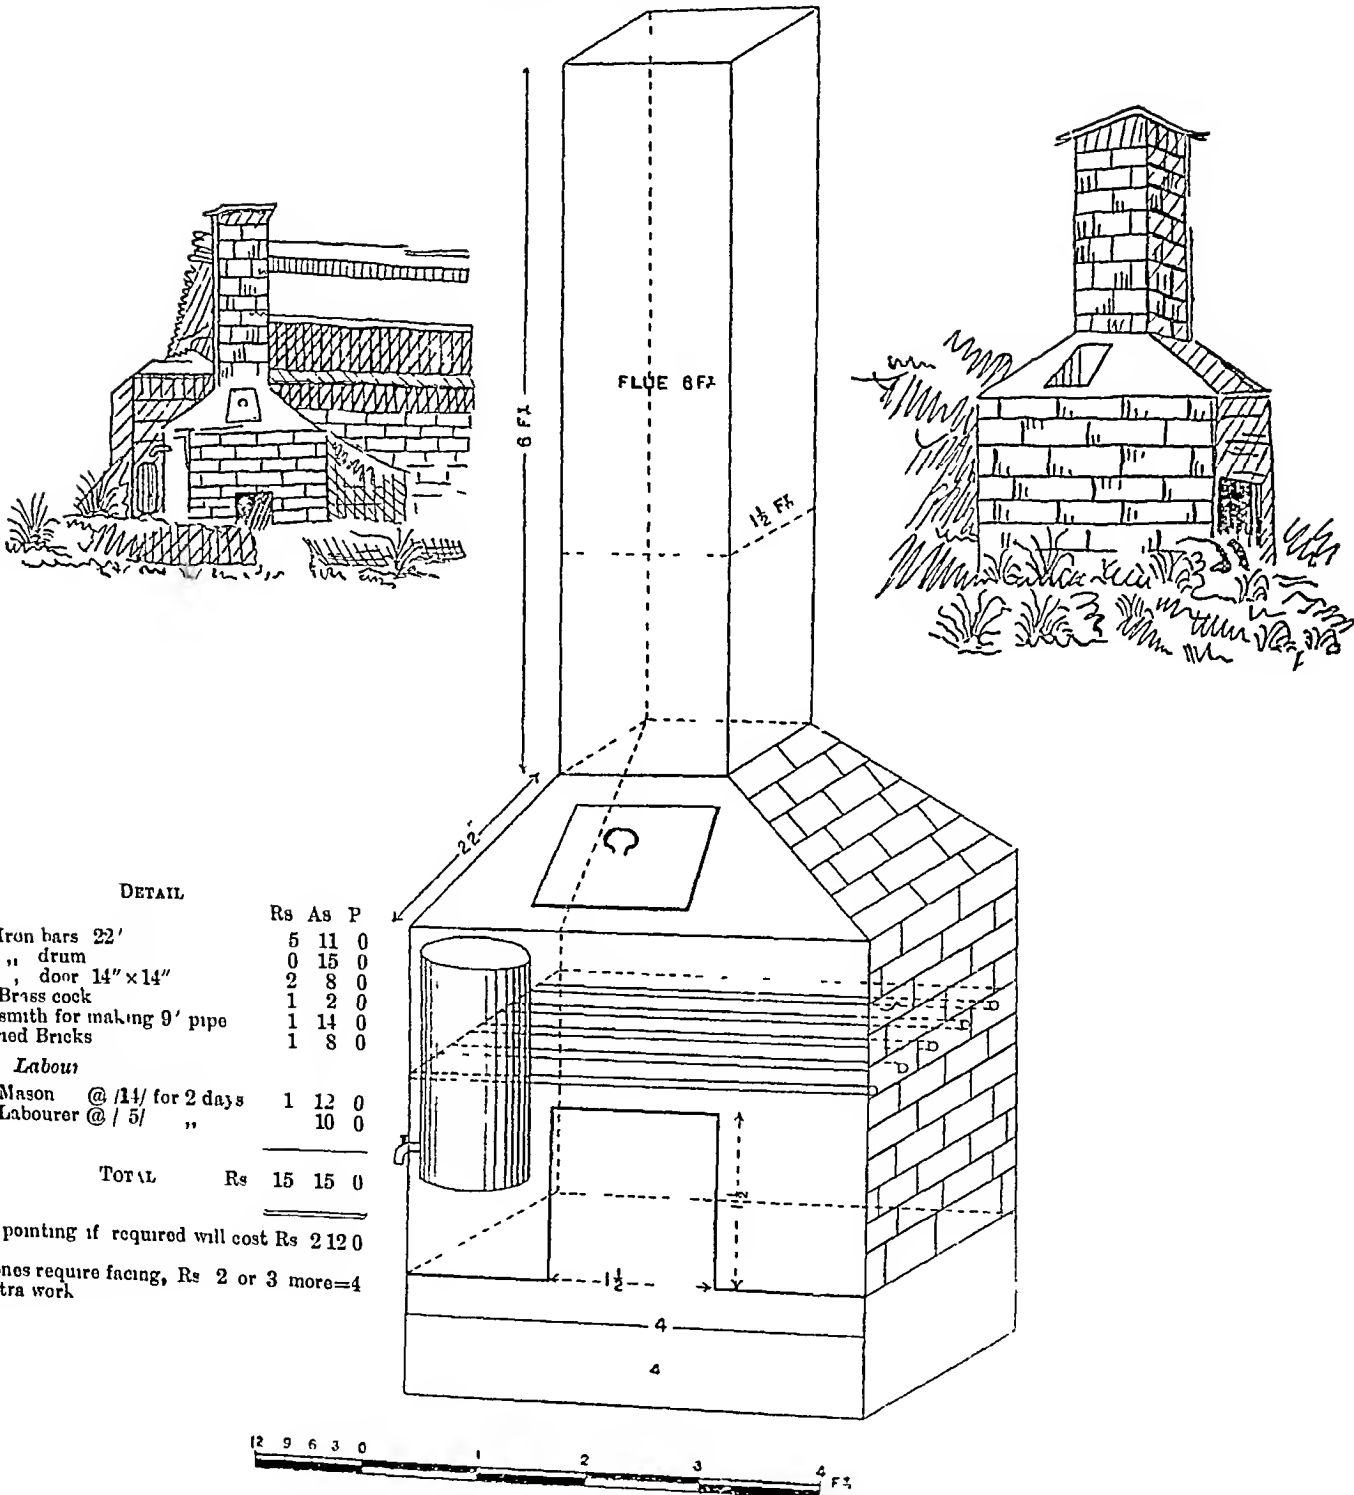 FLUE 6 Ft
6 Ft
1½ Ft
22"
DETAIL
Rs As P
Iron bars 22' 5 11 0
„ drum 0 15 0
, door 14" × 14" 2 8 0
Brass cock 1 2 0
smith for making 9' pipe 1 14 0
Bricks 1 8 0
Labour
Mason @ /14/ for 2 days 1 12 0
Labourer @ / 5/ „ 10 0
TOTAL Rs 15 15 0
pointing if required will cost Rs 2 12 0
require facing, Rs 2 or 3 more=4
work
1½
1½
4
4
12 9 6 3 0 1 2 3 4 Ft